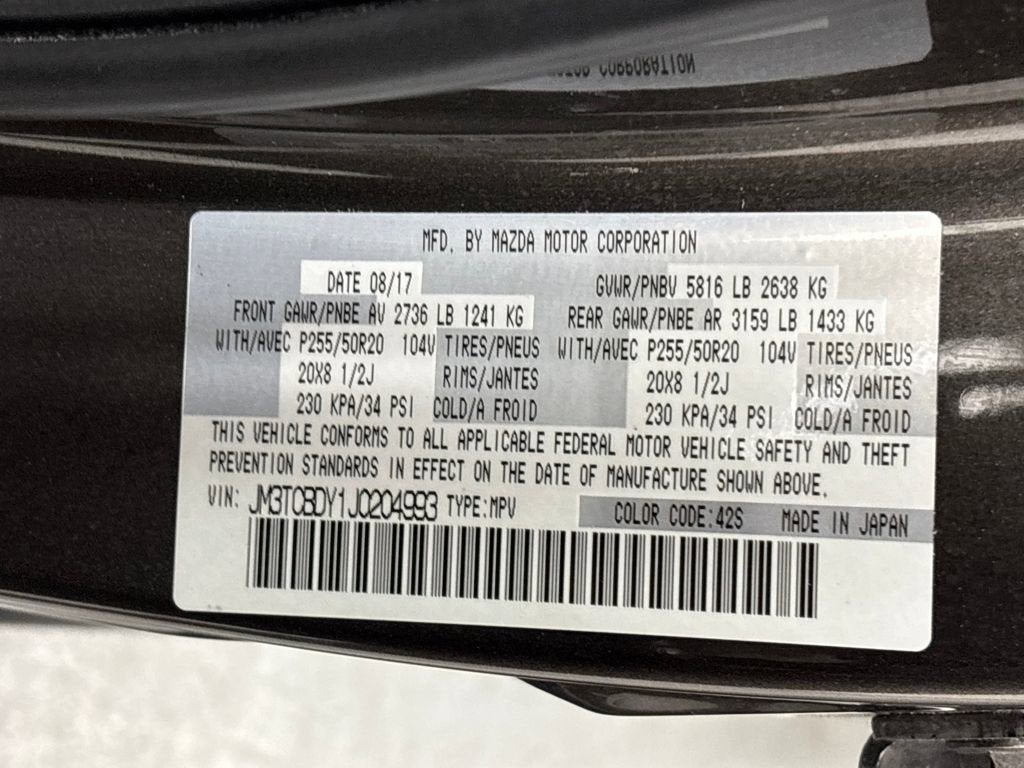 MFD. BY MAZDA MOTOR CORPORATION
DATE 08/17 GVWR/PNBV 5816 LB 2638 KG
FRONT GAWR/PNBE AV 2736 LB 1241 KG REAR GAWR/PNBE AR 3159 LB 1433 KG
WITH/AVEC P255/50R20 104V TIRES/PNEUS WITH/AVEC P255/50R20 104V TIRES/PNEUS
20X8 1/2J RIMS/JANTES 20X8 1/2J RIMS/JANTES
230 KPA/34 PSI COLD/A FROID 230 KPA/34 PSI COLD/A FROID
THIS VEHICLE CONFORMS TO ALL APPLICABLE FEDERAL MOTOR VEHICLE SAFETY AND THEFT
PREVENTION STANDARDS IN EFFECT ON THE DATE OF MANUFACTURE SHOWN ABOVE.
VIN: JM3TCBDY1J0204993 TYPE:MPV COLOR CODE:42S MADE IN JAPAN